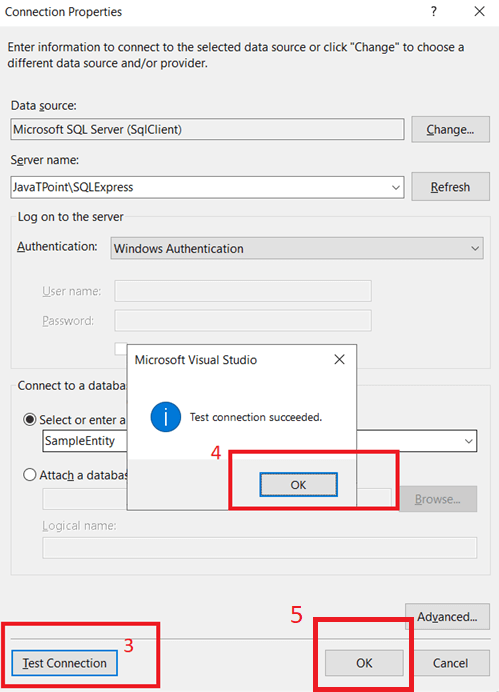 Connection Properties
? ×
Enter information to connect to the selected data source or click "Change" to choose a
different data source and/or provider.
Data source:
Microsoft SQL Server (SqlClient)
Change...
Server name:
JavaTPoint\SQLExpress
Refresh
Log on to the server
Authentication:
Windows Authentication
User name:
Password:
Microsoft Visual Studio
Test connection succeeded.
4
OK
Connect to a databa
Select or enter a
SampleEntity
Attach a databas
Browse...
Logical name:
Advanced...
3
Test Connection
5
OK
Cancel